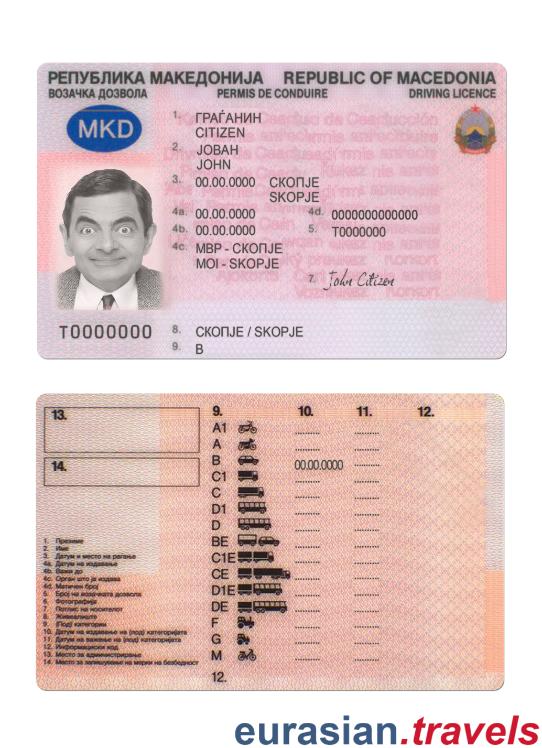 РЕПУБЛИКА МАКЕДОНИЈА REPUBLIC OF MACEDONIA
ВОЗАЧКА ДОЗВОЛА PERMIS DE CONDUIRE DRIVING LICENCE
MKD
1. ГРАЃАНИН
CITIZEN
2. ЈОВАН
JOHN
3. 00.00.0000 СКОПЈЕ
SKOPJE
4a. 00.00.0000 4d. 0000000000000
4b. 00.00.0000 5. T0000000
4c. МВР - СКОПЈЕ
MOI - SKOPJE
7. John Citizen
T0000000 8. СКОПЈЕ / SKOPJE
9. B
13. 9. 10. 11. 12.
A1
A
14. B 00.00.0000
C1
C
D1
D
BE
C1E
CE
D1E
DE
F
G
M
12.
1. Презиме
2. Име
3. Датум и место на раѓање
4a. Датум на издавање
4b. Важи до
4c. Орган што ја издава
4d. Матичен број
5. Број на возачката дозвола
6. Фотографија
7. Потпис на носителот
8. Живеалиште
9. (Под) категории
10. Датум на издавање на (под) категоријата
11. Датум на важење на (под) категоријата
12. Информациски код
13. Место за администрирање
14. Место за запишување на мерки на безбедност
eurasian.travels